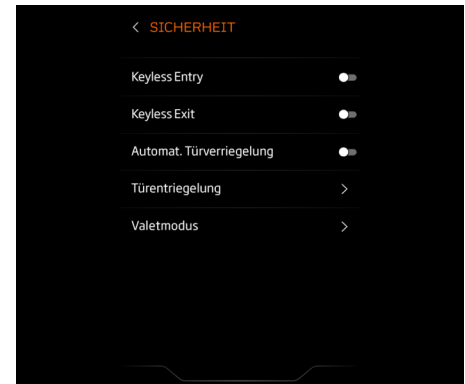 SICHERHEIT
Keyless Entry
Keyless Exit
Automat. Türverriegelung
Türentriegelung
Valetmodus